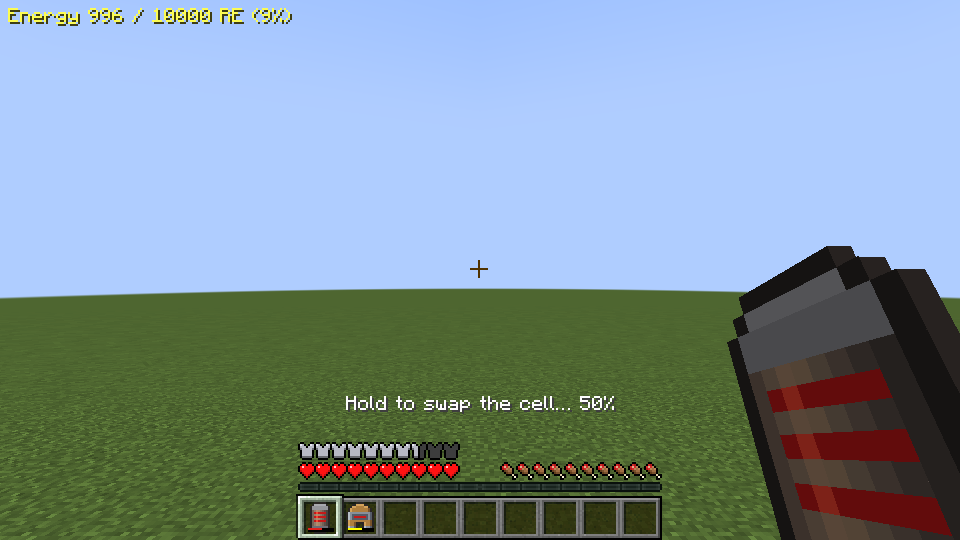 Energy 996 / 10000 RE (9%)
Hold to swap the cell... 50%